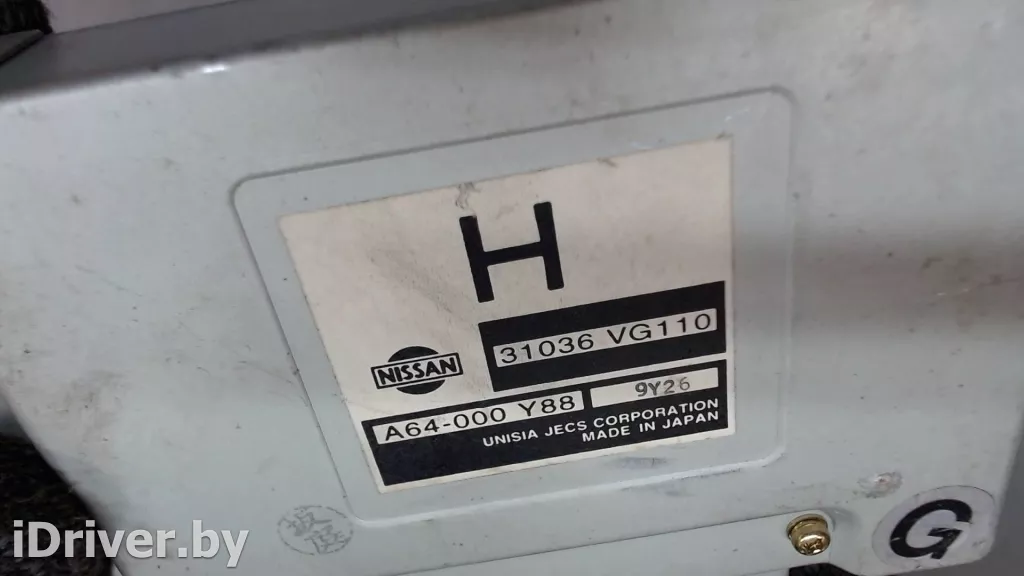 H
31036 VG110
NISSAN
A64-000 Y88
9Y26
UNISIA JECS CORPORATION
MADE IN JAPAN
G
iDriver.by